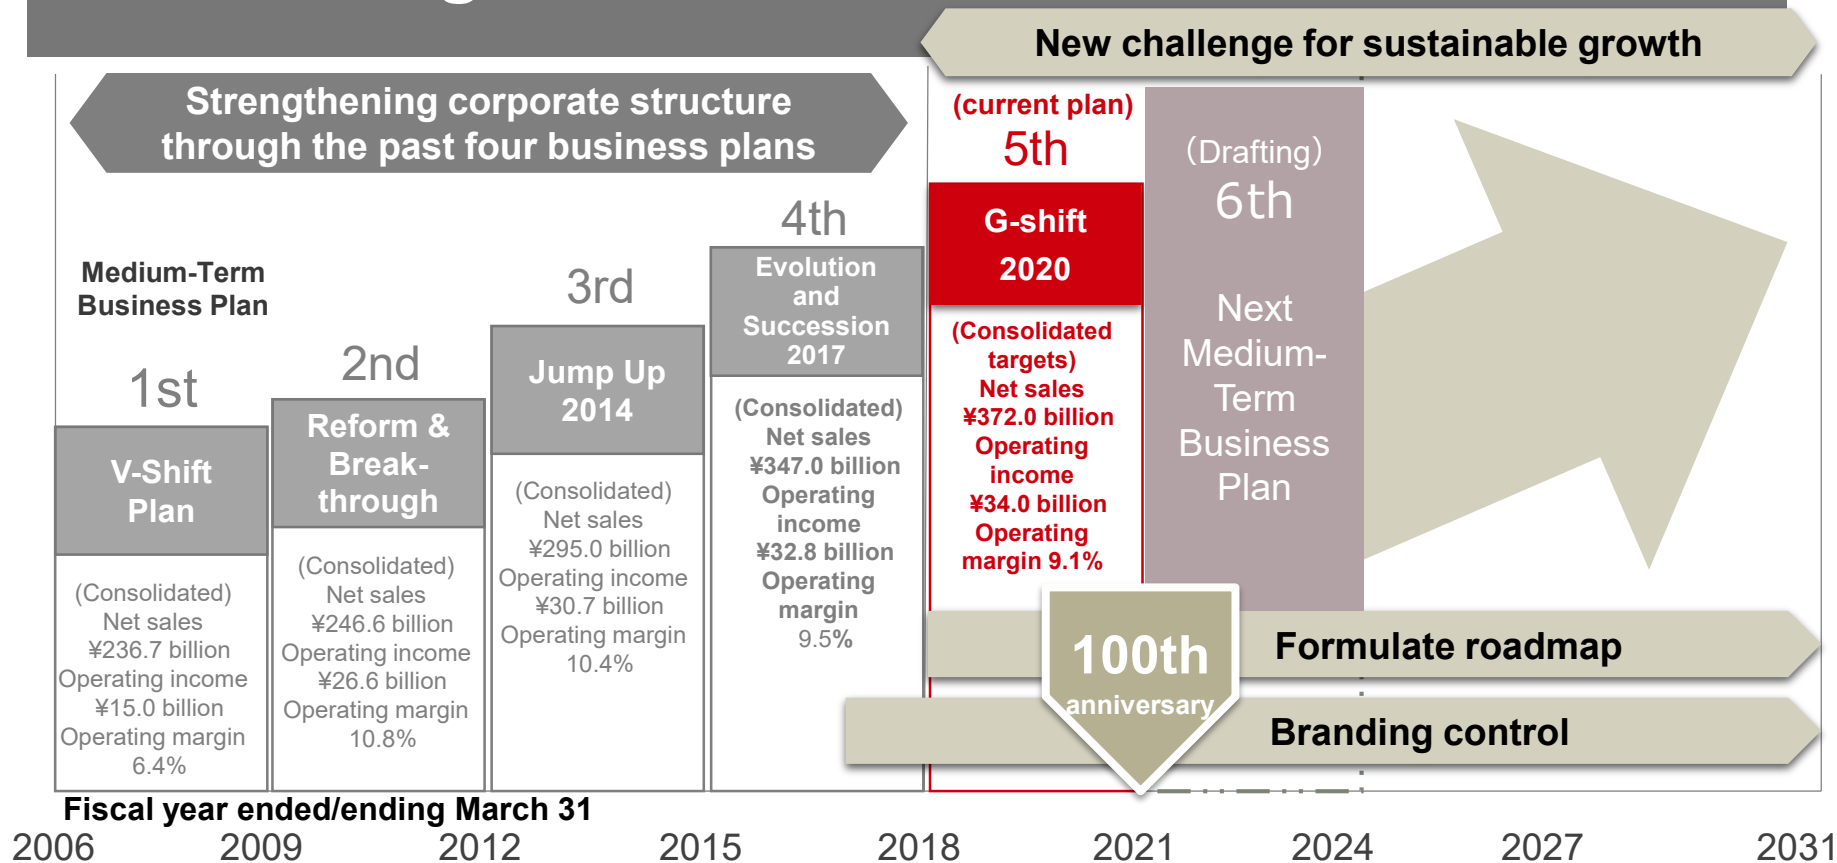 New challenge for sustainable growth
Strengthening corporate structure
through the past four business plans
Medium-Term
Business Plan
1st
V-Shift
Plan
(Consolidated)
Net sales
¥236.7 billion
Operating income
¥15.0 billion
Operating margin
6.4%
2nd
Reform &
Break-
through
(Consolidated)
Net sales
¥246.6 billion
Operating income
¥26.6 billion
Operating margin
10.8%
3rd
Jump Up
2014
(Consolidated)
Net sales
¥295.0 billion
Operating income
¥30.7 billion
Operating margin
10.4%
4th
Evolution
and
Succession
2017
(Consolidated)
Net sales
¥347.0 billion
Operating
income
¥32.8 billion
Operating
margin
9.5%
(current plan)
5th
G-shift
2020
(Consolidated
targets)
Net sales
¥372.0 billion
Operating
income
¥34.0 billion
Operating
margin 9.1%
（Drafting）
6th
Next
Medium-
Term
Business
Plan
100th
anniversary
Formulate roadmap
Branding control
Fiscal year ended/ending March 31
2006 2009 2012 2015 2018 2021 2024 2027 2031